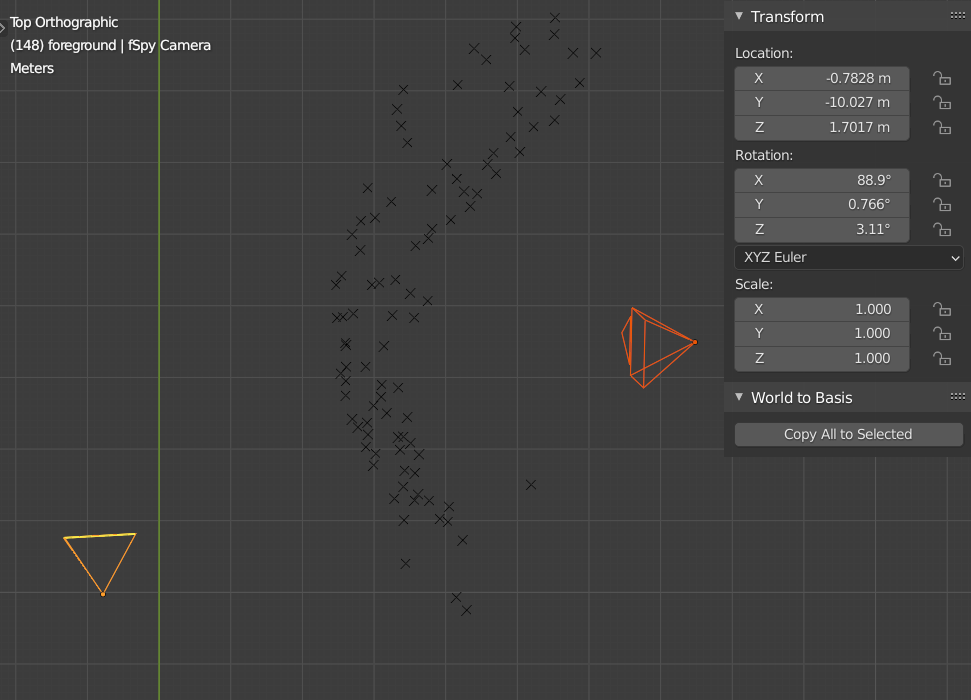 Top Orthographic
(148) foreground | fSpy Camera
Meters
Transform
Location:
X -0.7828 m
Y -10.027 m
Z 1.7017 m
Rotation:
X 88.9°
Y 0.766°
Z 3.11°
XYZ Euler
Scale:
X 1.000
Y 1.000
Z 1.000
World to Basis
Copy All to Selected